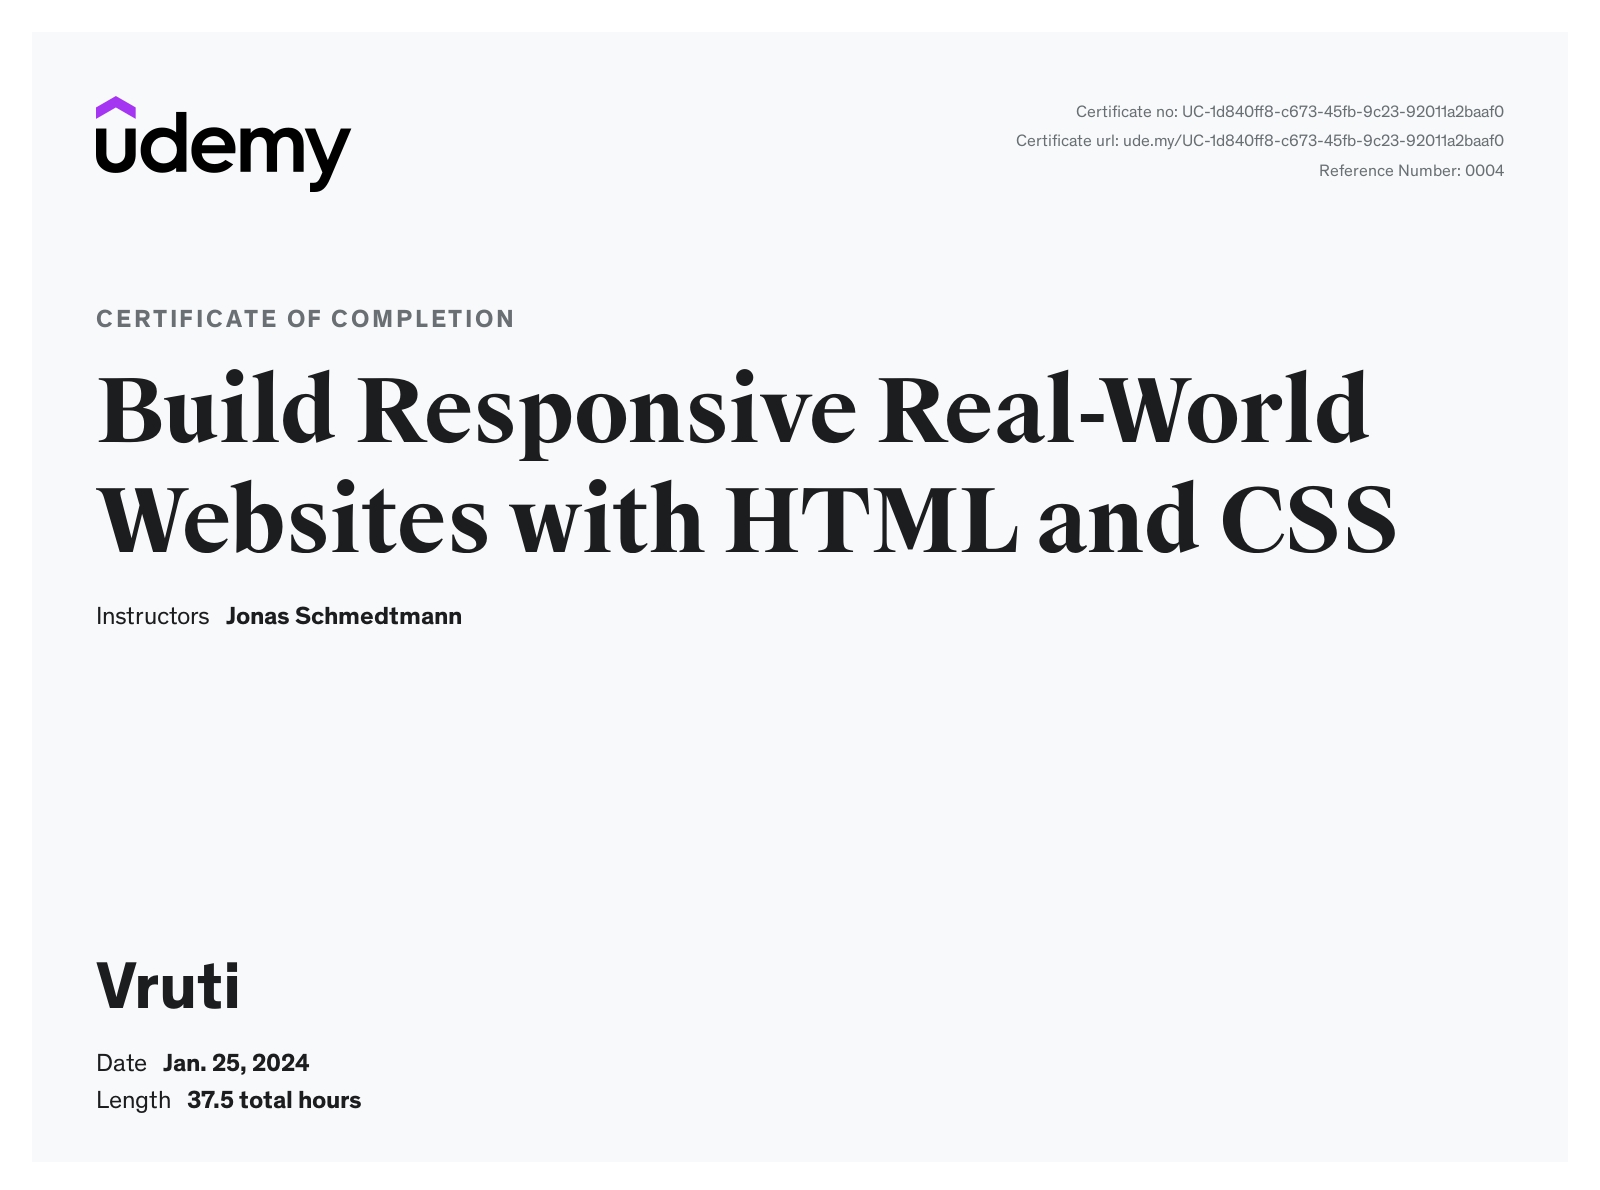 udemy
Certificate no: UC-1d840ff8-c673-45fb-9c23-92011a2baaf0
Certificate url: ude.my/UC-1d840ff8-c673-45fb-9c23-92011a2baaf0
Reference Number: 0004
CERTIFICATE OF COMPLETION
Build Responsive Real-World
Websites with HTML and CSS
Instructors Jonas Schmedtmann
Vruti
Date Jan. 25, 2024
Length 37.5 total hours